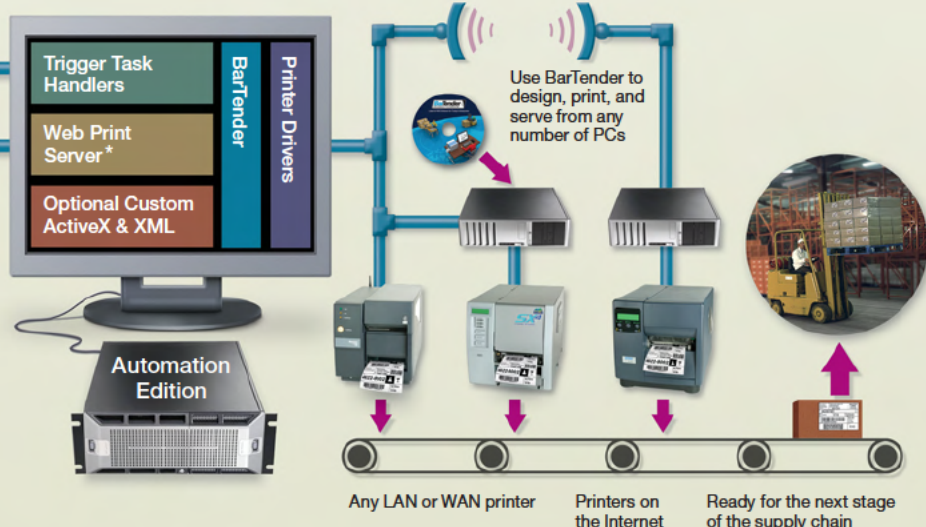 Trigger Task
Handlers
Web Print
Server*
Optional Custom
ActiveX & XML
BarTender
Printer Drivers
Use BarTender to
design, print, and
serve from any
number of PCs
BarTender
Automation
Edition
Any LAN or WAN printer
Printers on
the Internet
Ready for the next stage
of the supply chain